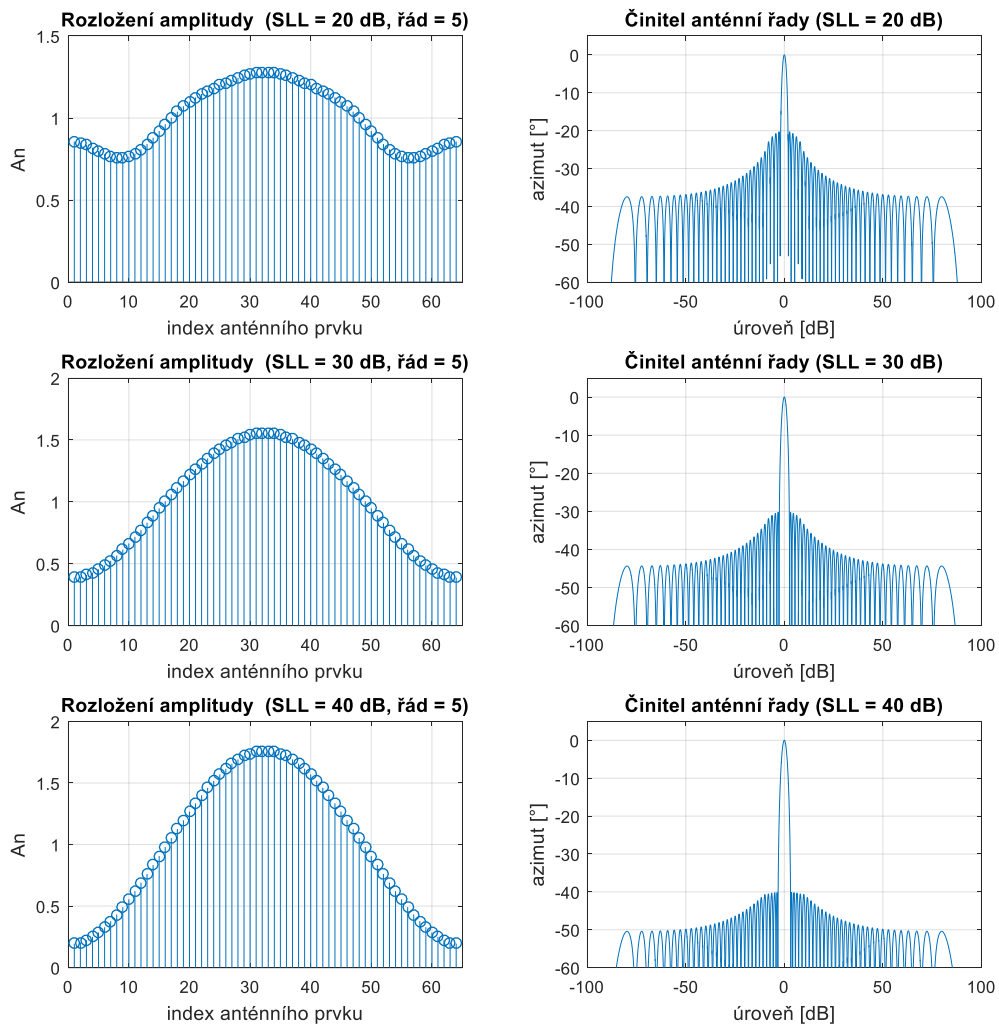 Rozložení amplitudy (SLL = 20 dB, řád = 5)
1.5
1
0.5
0
An
0 10 20 30 40 50 60
index anténního prvku
Činitel anténní řady (SLL = 20 dB)
0
-10
-20
-30
-40
-50
-60
azimut [°]
-100 -50 0 50 100
úroveň [dB]
Rozložení amplitudy (SLL = 30 dB, řád = 5)
2
1.5
1
0.5
0
An
0 10 20 30 40 50 60
index anténního prvku
Činitel anténní řady (SLL = 30 dB)
0
-10
-20
-30
-40
-50
-60
azimut [°]
-100 -50 0 50 100
úroveň [dB]
Rozložení amplitudy (SLL = 40 dB, řád = 5)
2
1.5
1
0.5
0
An
0 10 20 30 40 50 60
index anténního prvku
Činitel anténní řady (SLL = 40 dB)
0
-10
-20
-30
-40
-50
-60
azimut [°]
-100 -50 0 50 100
úroveň [dB]